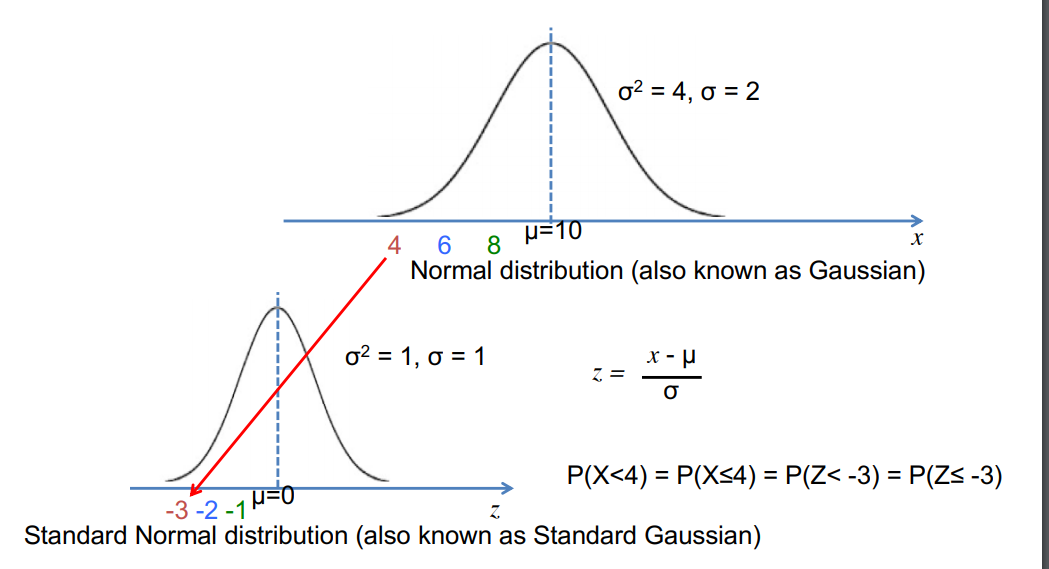 σ² = 4, σ = 2
μ=10
4 6 8
x
Normal distribution (also known as Gaussian)
σ² = 1, σ = 1
z = x - μ / σ
P(X<4) = P(X≤4) = P(Z< -3) = P(Z≤ -3)
-3 -2 -1 μ=0
z
Standard Normal distribution (also known as Standard Gaussian)